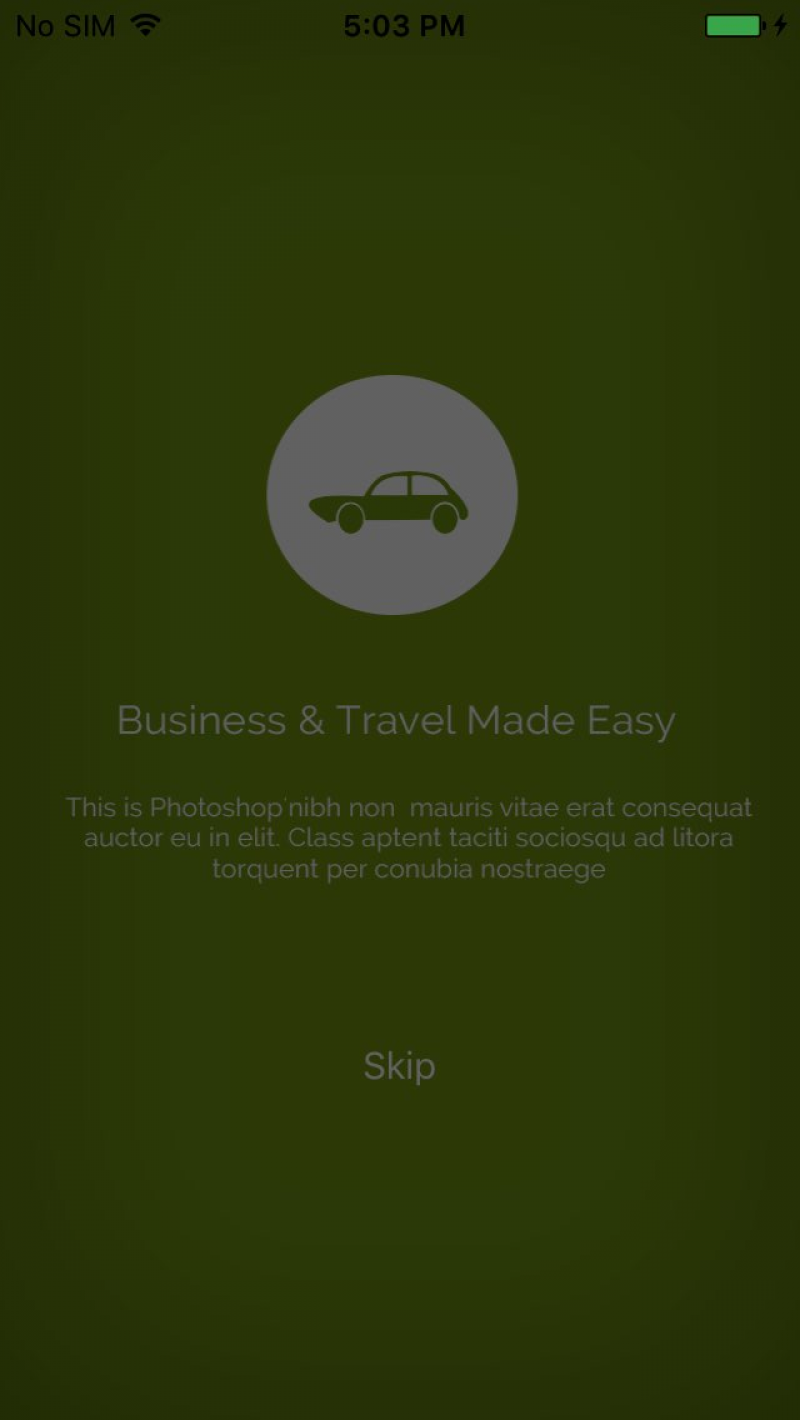 No SIM 5:03 PM
Business & Travel Made Easy
This is Photoshop'nibh non  mauris vitae erat consequat
auctor eu in elit. Class aptent taciti sociosqu ad litora
torquent per conubia nostraege
Skip